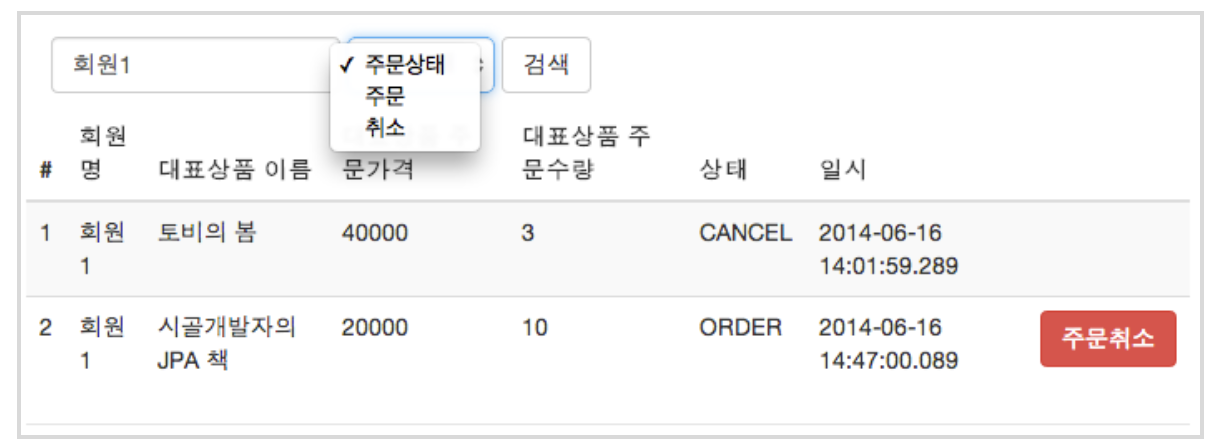 회원1
✓ 주문상태
주문
취소
검색
#
회원
명
대표상품 이름
문가격
대표상품 주
문수량
상태
일시
1
회원
1
토비의 봄
40000
3
CANCEL
2014-06-16
14:01:59.289
2
회원
1
시골개발자의
JPA 책
20000
10
ORDER
2014-06-16
14:47:00.089
주문취소